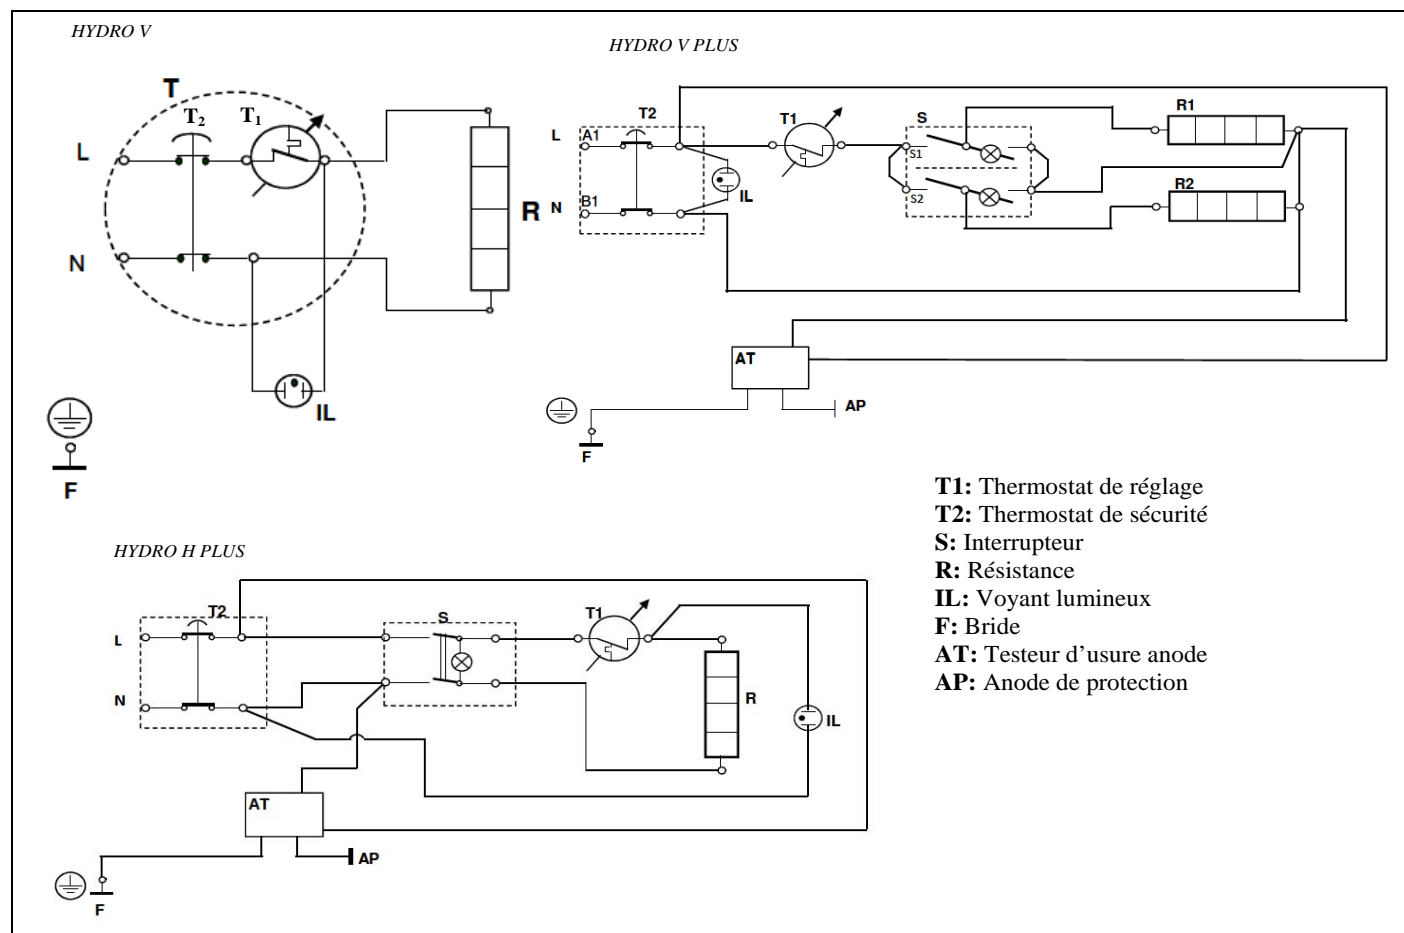 HYDRO V
T
T₂
T₁
L
N
R
IL
F
HYDRO V PLUS
T2
T1
S
R1
L
A1
S1
IL
R2
N
B1
S2
AT
AP
F
T1: Thermostat de réglage
T2: Thermostat de sécurité
S: Interrupteur
R: Résistance
IL: Voyant lumineux
F: Bride
AT: Testeur d’usure anode
AP: Anode de protection
HYDRO H PLUS
T2
S
T1
L
N
R
IL
AT
AP
F